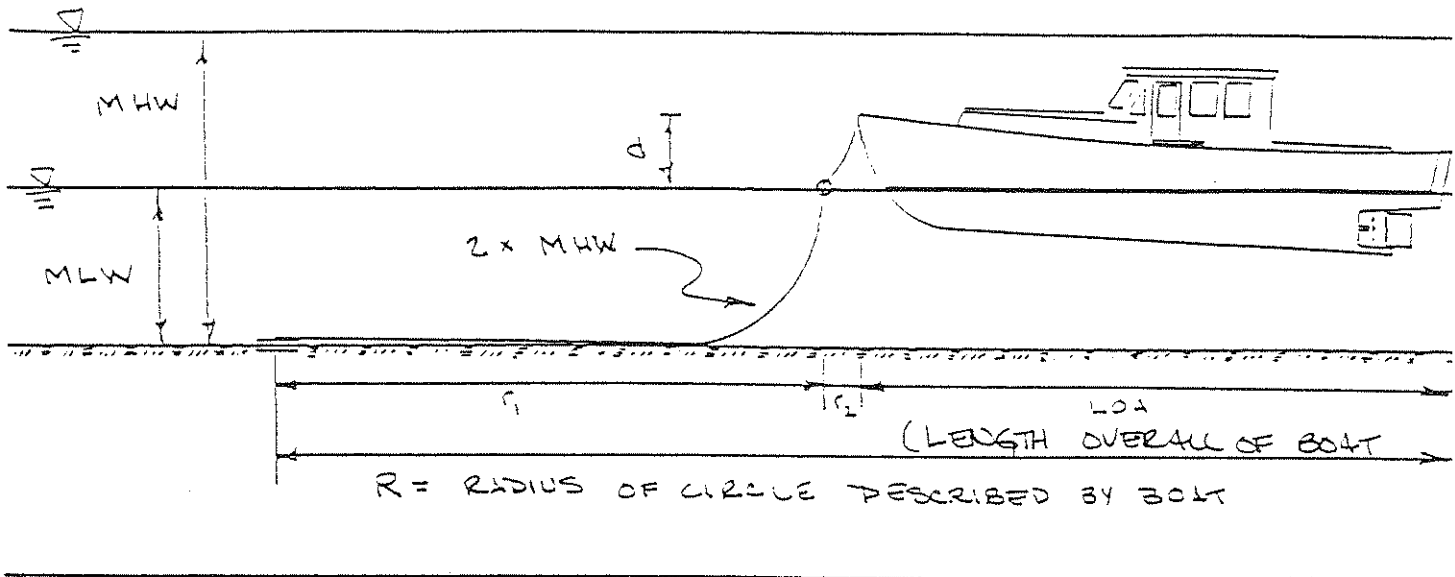 MHW
d
2 × MHW
MLW
r₁
r₂
LOA
(LENGTH OVERALL OF BOAT
R = RADIUS OF CIRCLE DESCRIBED BY BOAT